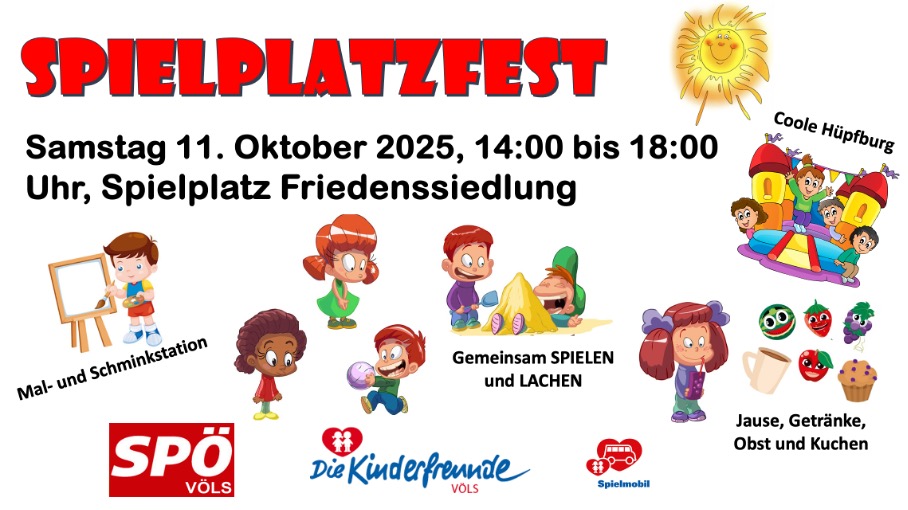 SPIELPLATZFEST
Samstag 11. Oktober 2025, 14:00 bis 18:00
Uhr, Spielplatz Friedenssiedlung
Coole Hüpfburg
Mal- und Schminkstation
Gemeinsam SPIELEN
und LACHEN
Jause, Getränke,
Obst und Kuchen
SPÖ
VÖLS
Die Kinderfreunde
VÖLS
Spielmobil